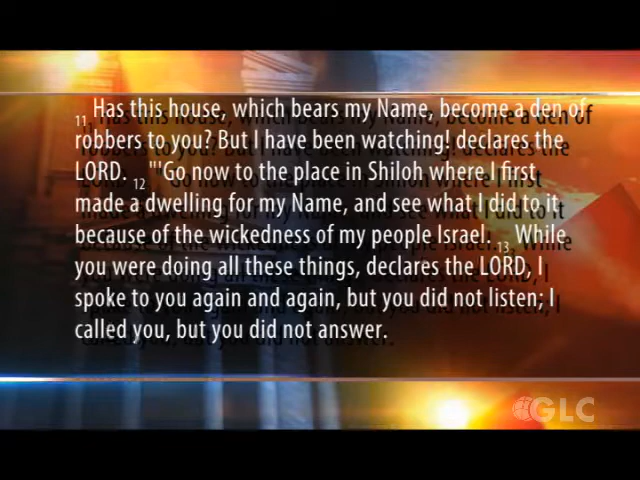 11 Has this house, which bears my Name, become a den of
robbers to you? But I have been watching! declares the
LORD. 12 "'Go now to the place in Shiloh where I first
made a dwelling for my Name, and see what I did to it
because of the wickedness of my people Israel. 13 While
you were doing all these things, declares the LORD, I
spoke to you again and again, but you did not listen; I
called you, but you did not answer.
GLC